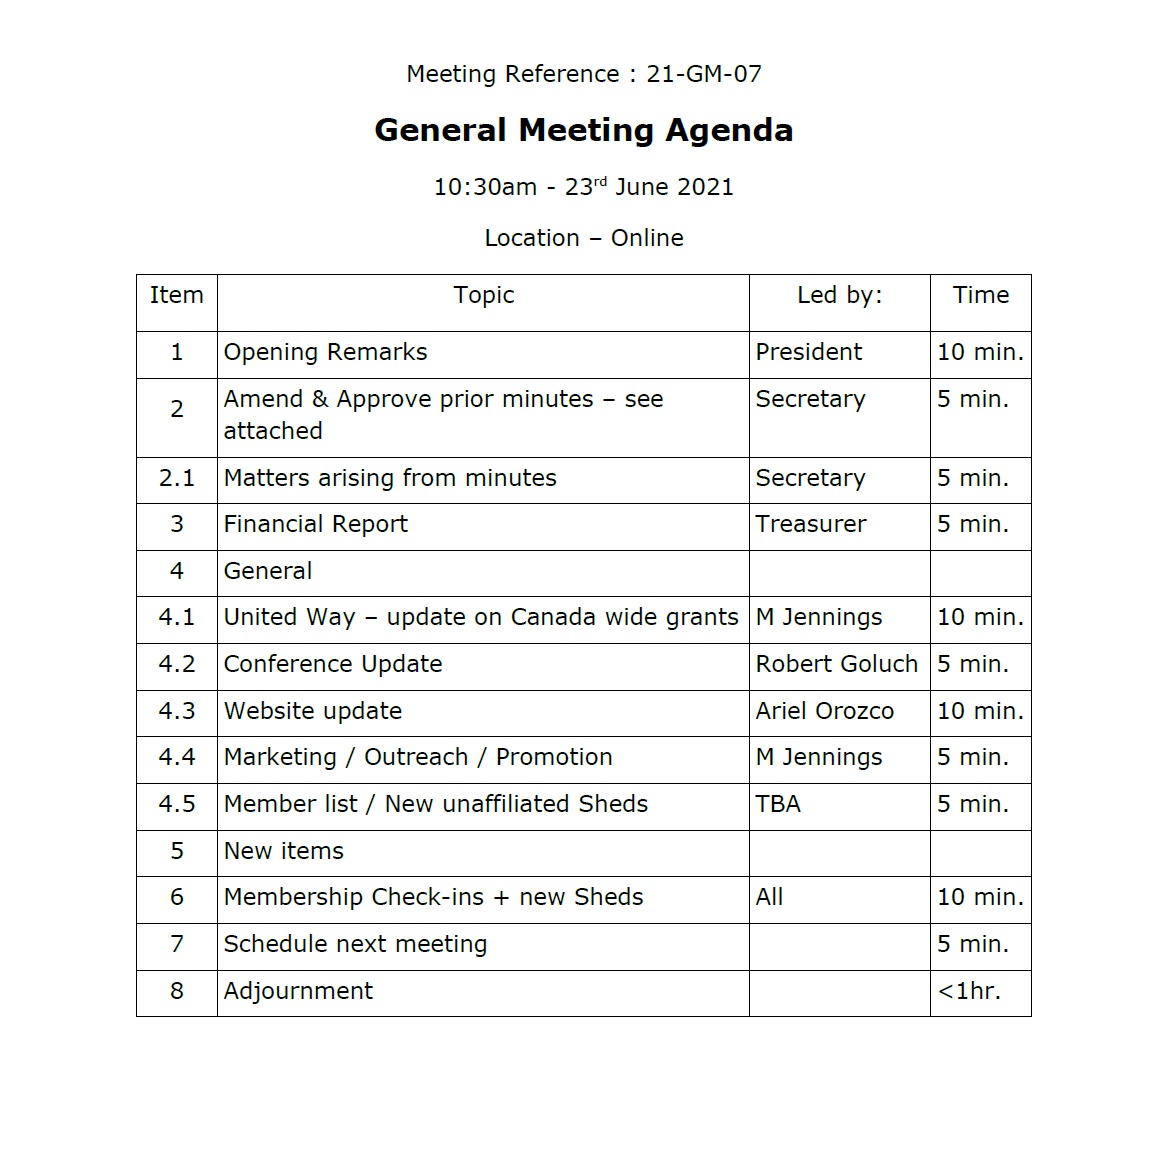 Meeting Reference : 21-GM-07
General Meeting Agenda
10:30am - 23rd June 2021
Location – Online
Item Topic Led by: Time
1 Opening Remarks President 10 min.
2 Amend & Approve prior minutes – see Secretary 5 min.
attached
2.1 Matters arising from minutes Secretary 5 min.
3 Financial Report Treasurer 5 min.
4 General
4.1 United Way – update on Canada wide grants M Jennings 10 min.
4.2 Conference Update Robert Goluch 5 min.
4.3 Website update Ariel Orozco 10 min.
4.4 Marketing / Outreach / Promotion M Jennings 5 min.
4.5 Member list / New unaffiliated Sheds TBA 5 min.
5 New items
6 Membership Check-ins + new Sheds All 10 min.
7 Schedule next meeting 5 min.
8 Adjournment <1hr.